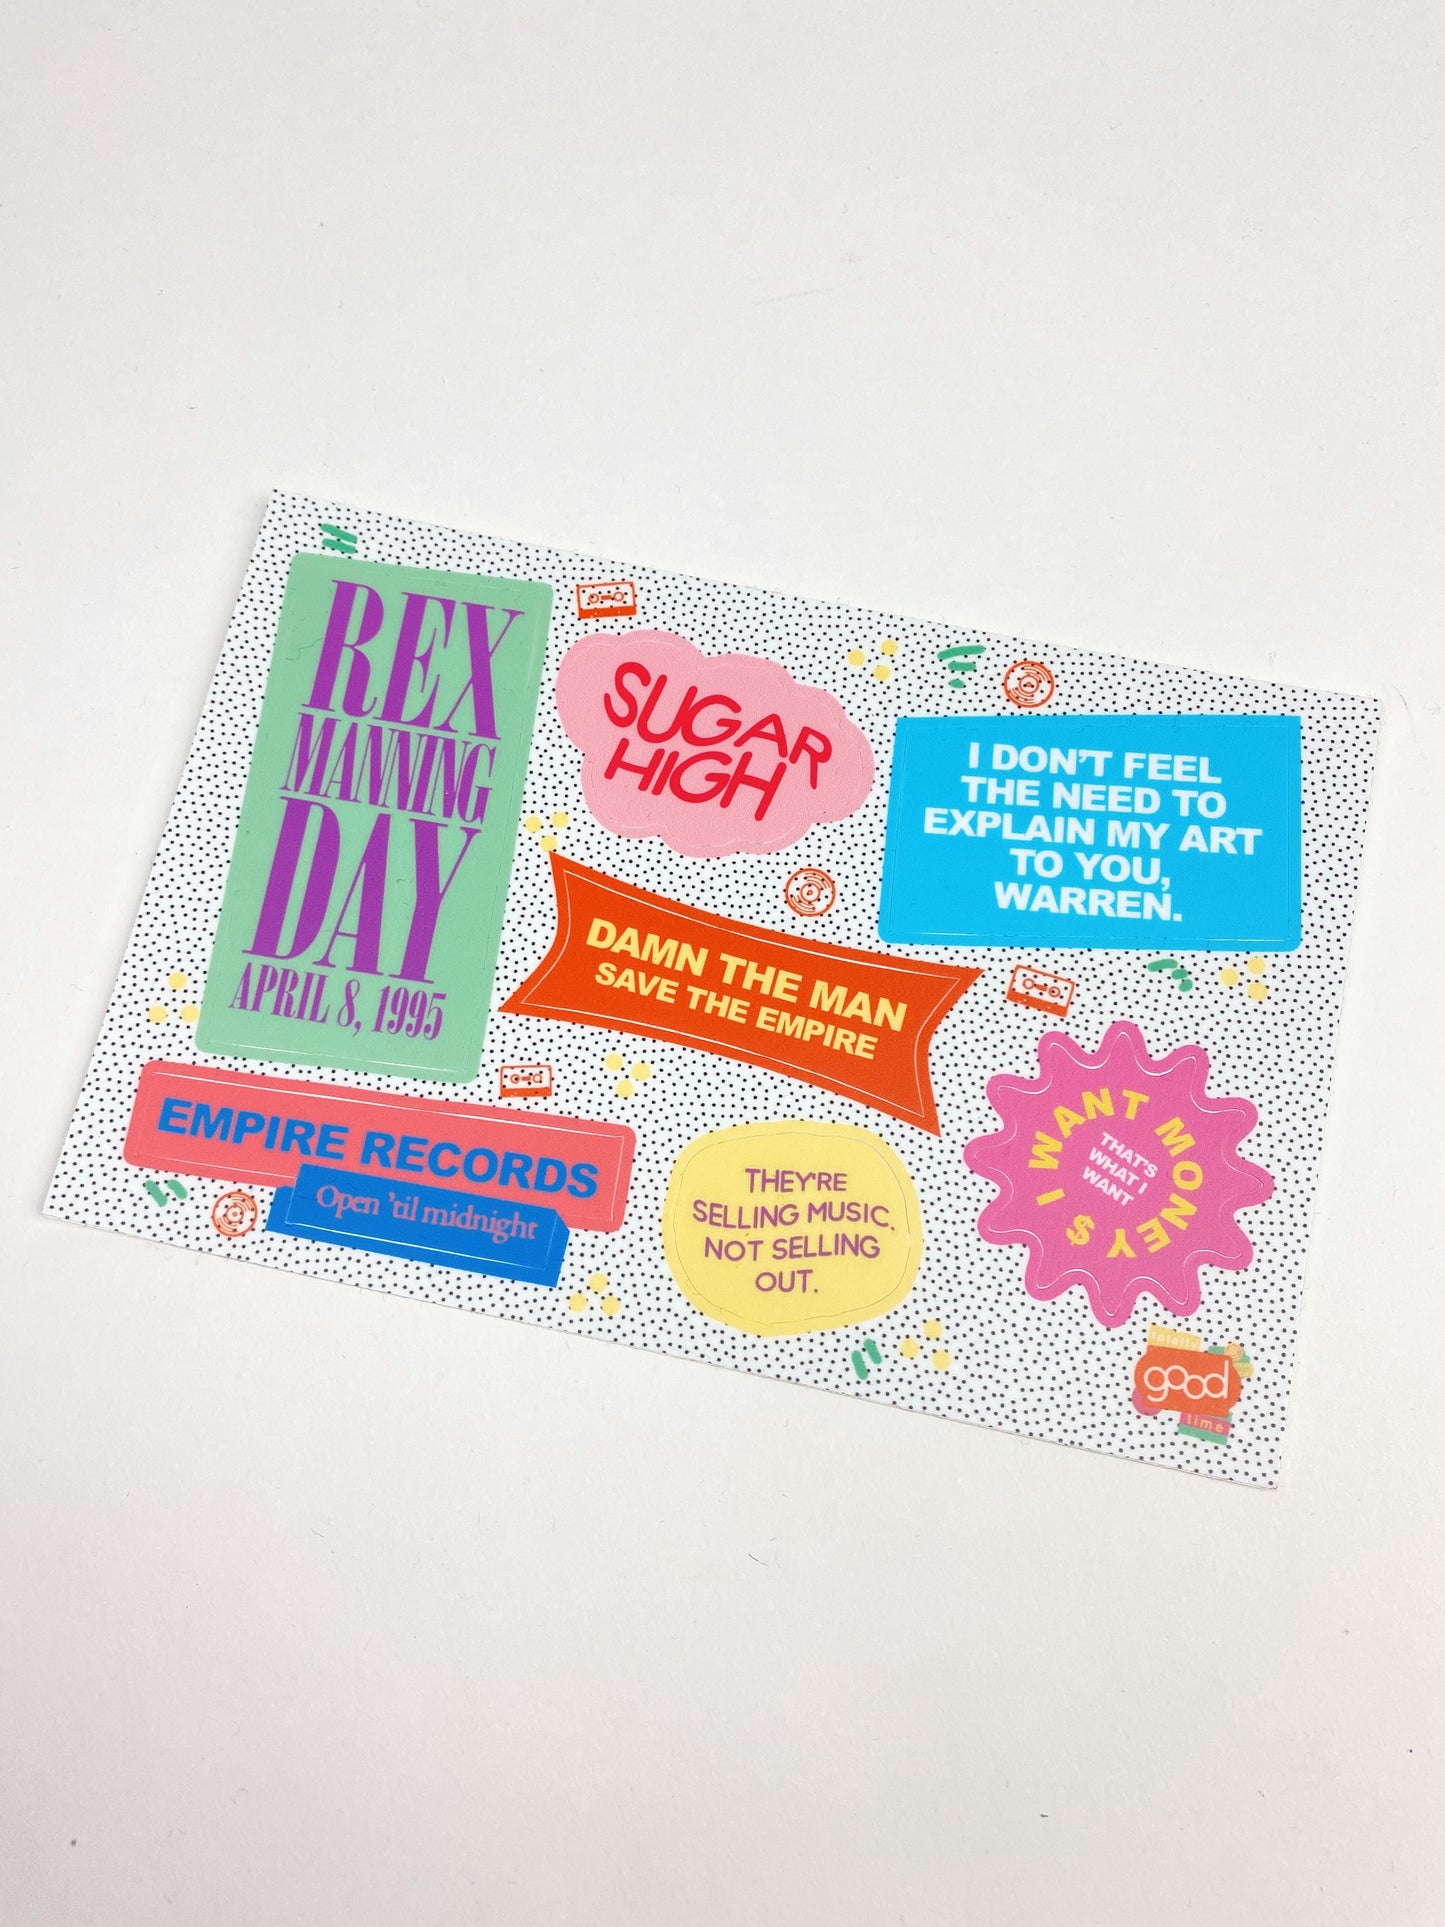 REX
MANNING
DAY
APRIL 8, 1995
SUGAR
HIGH
I DON'T FEEL
THE NEED TO
EXPLAIN MY ART
TO YOU,
WARREN.
DAMN THE MAN
SAVE THE EMPIRE
EMPIRE RECORDS
Open 'til midnight
THEY'RE
SELLING MUSIC,
NOT SELLING
OUT.
I WANT MONEY$
THAT'S
WHAT I
WANT
totally
good
time